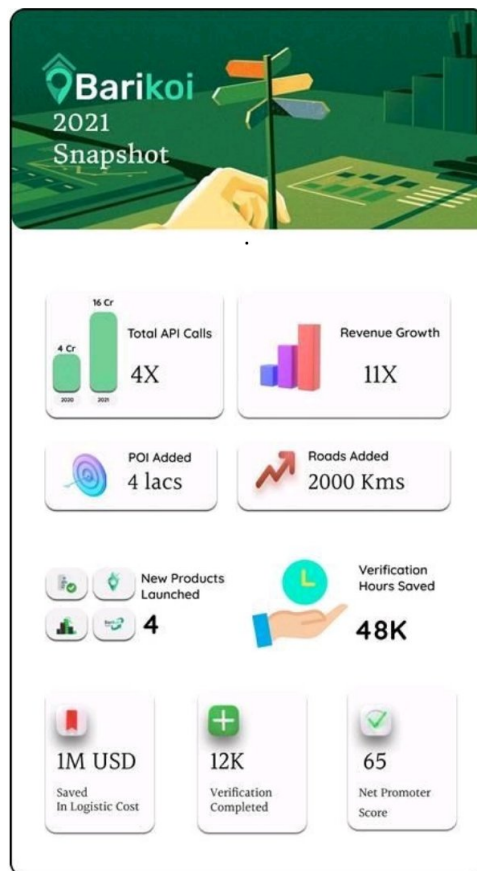 Barikoi
2021
Snapshot
16 Cr
4 Cr
2020
2021
Total API Calls
4X
Revenue Growth
11X
POI Added
4 lacs
Roads Added
2000 Kms
New Products
Launched
4
Verification
Hours Saved
48K
1M USD
Saved
In Logistic Cost
12K
Verification
Completed
65
Net Promoter
Score